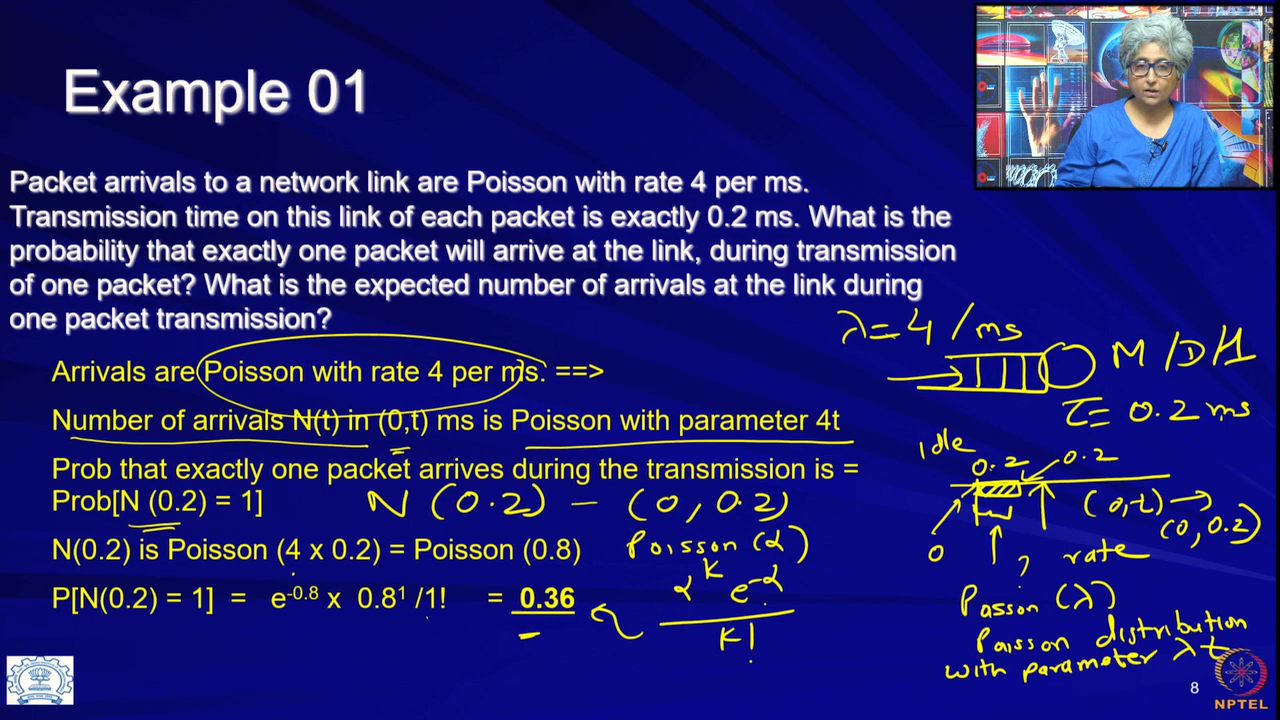 Example 01
Packet arrivals to a network link are Poisson with rate 4 per ms.
Transmission time on this link of each packet is exactly 0.2 ms. What is the
probability that exactly one packet will arrive at the link, during transmission
of one packet? What is the expected number of arrivals at the link during
one packet transmission?
λ=4 /ms
Arrivals are Poisson with rate 4 per ms. ==>
M/D/1
τ= 0.2 ms
Number of arrivals N(t) in (0,t) ms is Poisson with parameter 4t
Idle
0.2
0.2
Prob that exactly one packet arrives during the transmission is =
Prob[N (0.2) = 1]
N (0.2) – (0, 0.2)
(0,τ) →
(0, 0.2)
0
N(0.2) is Poisson (4 x 0.2) = Poisson (0.8)
Poisson (α)
?
rate
P[N(0.2) = 1] = e-0.8 x 0.8¹ /1! = 0.36
α^k e^-α
k!
Passon (λ)
Poisson distribution
with parameter λt
8
NPTEL